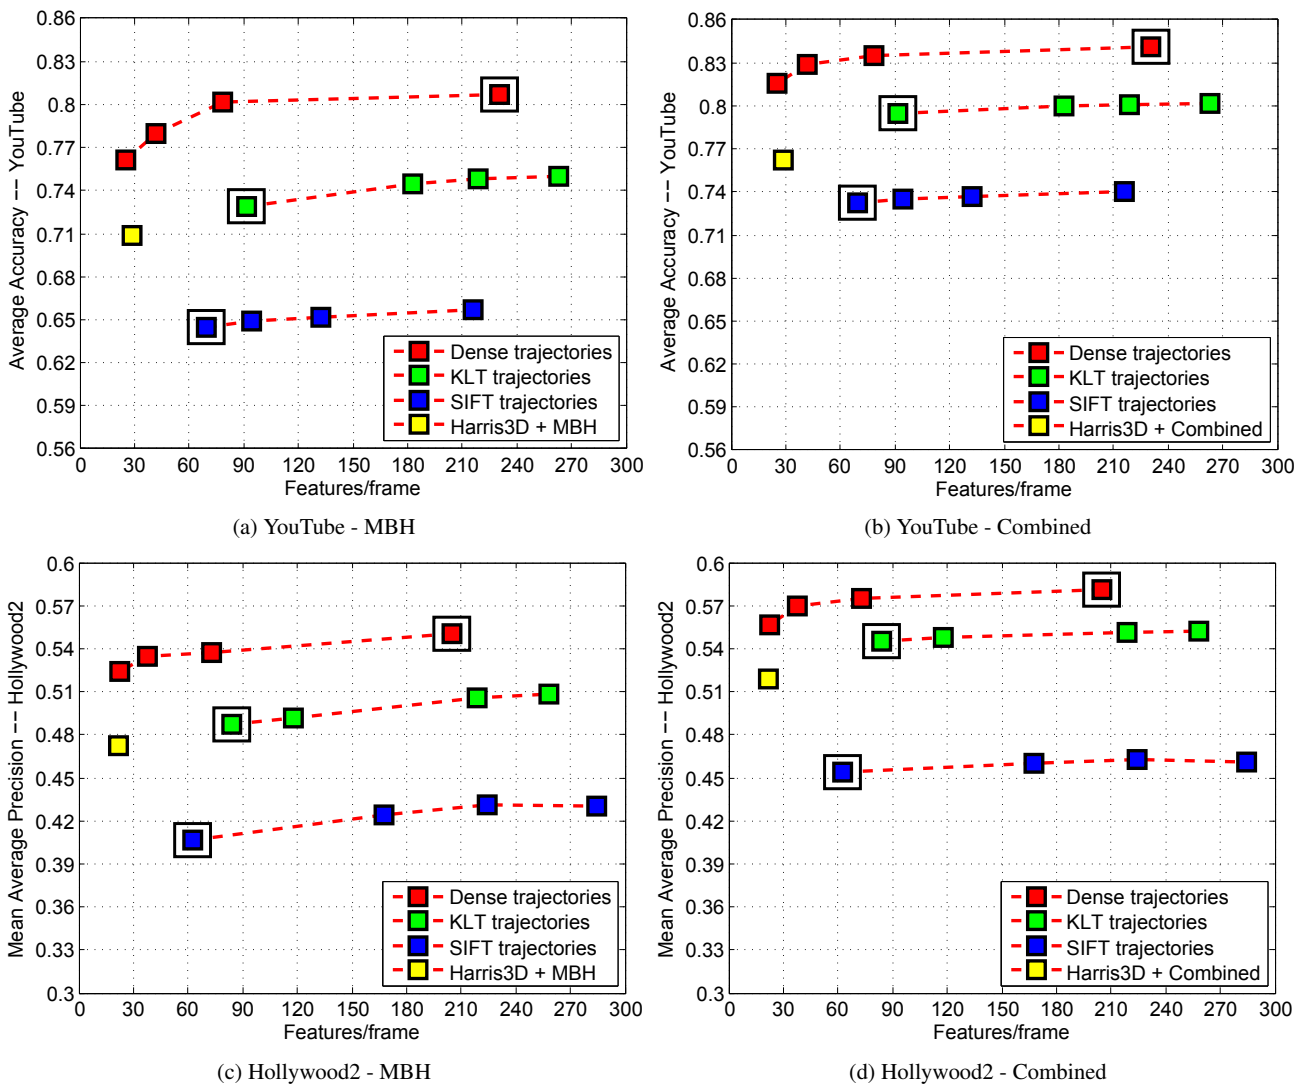 0.86
0.83
0.8
0.77
0.74
0.71
0.68
0.65
0.62
0.59
0.56
Average Accuracy -- YouTube
Dense trajectories
KLT trajectories
SIFT trajectories
Harris3D + MBH
0 30 60 90 120 150 180 210 240 270 300
Features/frame
(a) YouTube - MBH
0.86
0.83
0.8
0.77
0.74
0.71
0.68
0.65
0.62
0.59
0.56
Average Accuracy -- YouTube
Dense trajectories
KLT trajectories
SIFT trajectories
Harris3D + Combined
0 30 60 90 120 150 180 210 240 270 300
Features/frame
(b) YouTube - Combined
0.6
0.57
0.54
0.51
0.48
0.45
0.42
0.39
0.36
0.33
0.3
Mean Average Precision -- Hollywood2
Dense trajectories
KLT trajectories
SIFT trajectories
Harris3D + MBH
0 30 60 90 120 150 180 210 240 270 300
Features/frame
(c) Hollywood2 - MBH
0.6
0.57
0.54
0.51
0.48
0.45
0.42
0.39
0.36
0.33
0.3
Mean Average Precision -- Hollywood2
Dense trajectories
KLT trajectories
SIFT trajectories
Harris3D + Combined
0 30 60 90 120 150 180 210 240 270 300
Features/frame
(d) Hollywood2 - Combined